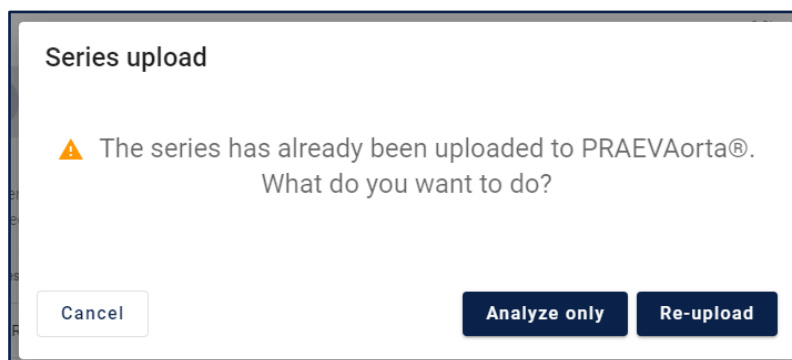 Series upload
The series has already been uploaded to PRAEVAorta®.
What do you want to do?
Cancel
Analyze only
Re-upload